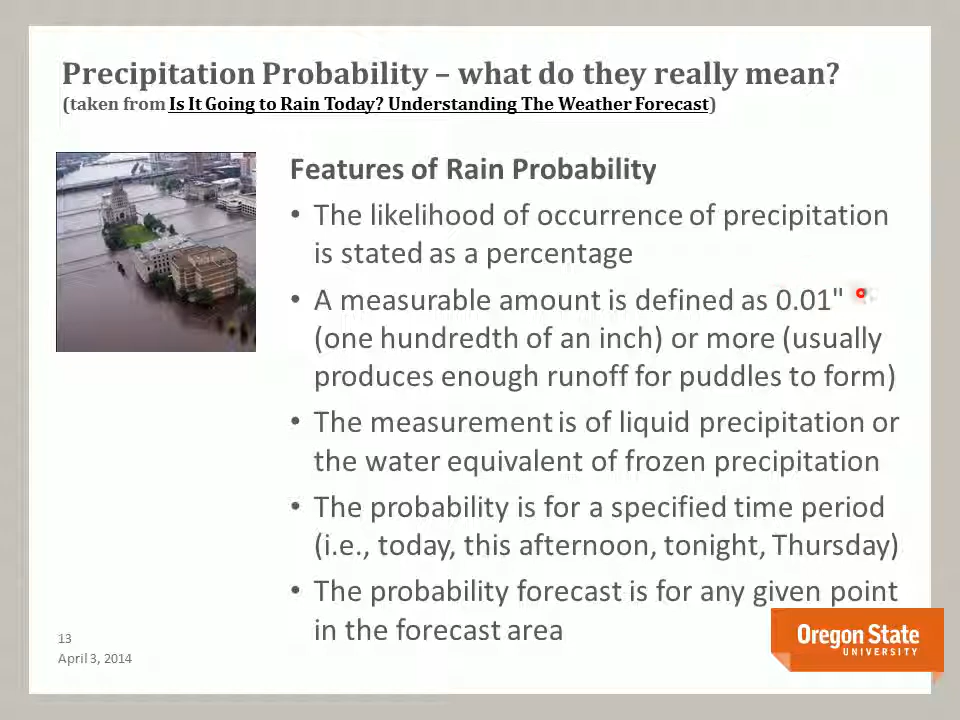 Precipitation Probability – what do they really mean?
(taken from Is It Going to Rain Today? Understanding The Weather Forecast)
Features of Rain Probability
• The likelihood of occurrence of precipitation
is stated as a percentage
• A measurable amount is defined as 0.01"
(one hundredth of an inch) or more (usually
produces enough runoff for puddles to form)
• The measurement is of liquid precipitation or
the water equivalent of frozen precipitation
• The probability is for a specified time period
(i.e., today, this afternoon, tonight, Thursday)
• The probability forecast is for any given point
in the forecast area
13
April 3, 2014
Oregon State
UNIVERSITY